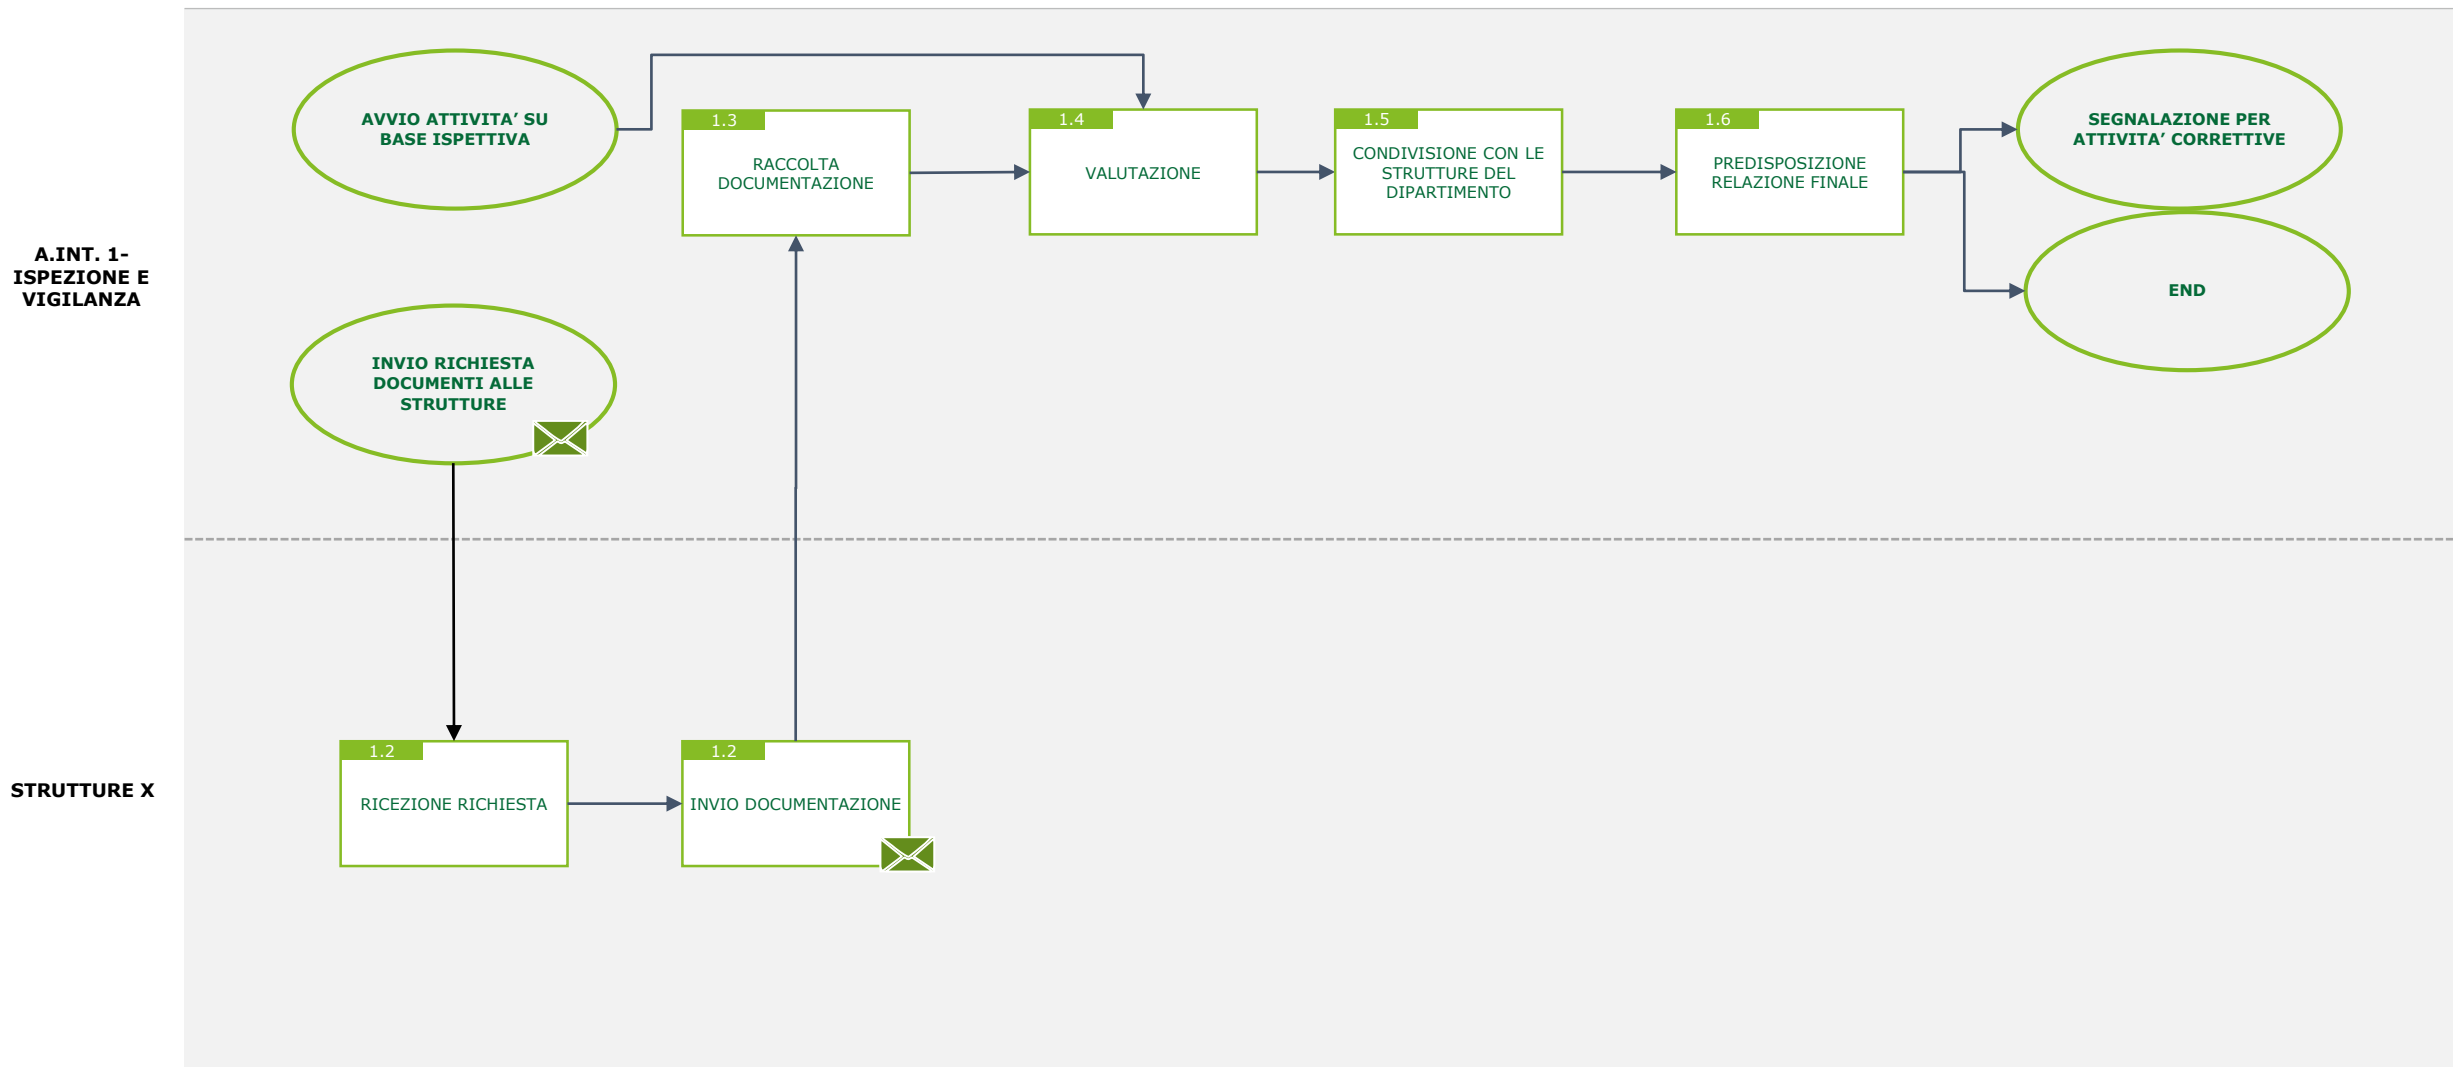 A.INT. 1-
ISPEZIONE E
VIGILANZA
AVVIO ATTIVITA’ SU
BASE ISPETTIVA
1.3
RACCOLTA
DOCUMENTAZIONE
1.4
VALUTAZIONE
1.5
CONDIVISIONE CON LE
STRUTTURE DEL
DIPARTIMENTO
1.6
PREDISPOSIZIONE
RELAZIONE FINALE
SEGNALAZIONE PER
ATTIVITA’ CORRETTIVE
END
INVIO RICHIESTA
DOCUMENTI ALLE
STRUTTURE
STRUTTURE X
1.2
RICEZIONE RICHIESTA
1.2
INVIO DOCUMENTAZIONE